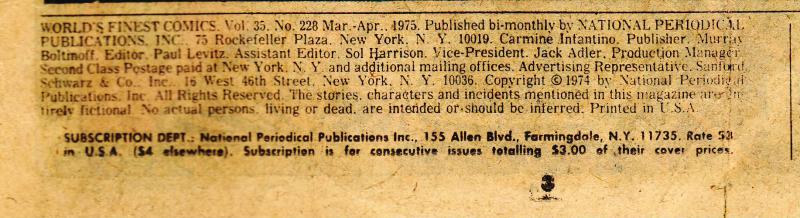 WORLD'S FINEST COMICS, Vol. 35, No. 228 Mar.-Apr., 1975. Published bi-monthly by NATIONAL PERIODICAL
PUBLICATIONS, INC. 75 Rockefeller Plaza, New York, N. Y. 10019. Carmine Infantino, Publisher, Murray
Boltinoff, Editor, Paul Levitz, Assistant Editor, Sol Harrison, Vice-President, Jack Adler, Production Manager
Second Class Postage paid at New York, N. Y. and additional mailing offices. Advertising Representative, Sanford
Schwarz & Co., Inc., 16 West 46th Street, New York, N. Y. 10036. Copyright © 1974 by National Periodical
Publications, Inc. All Rights Reserved. The stories, characters and incidents mentioned in this magazine are en-
tirely fictional. No actual persons, living or dead, are intended or should be inferred. Printed in U.S.A.
SUBSCRIPTION DEPT.: National Periodical Publications Inc., 155 Allen Blvd., Farmingdale, N.Y. 11735. Rate $3
in U.S.A. ($4 elsewhere). Subscription is for consecutive issues totalling $3.00 of their cover prices.